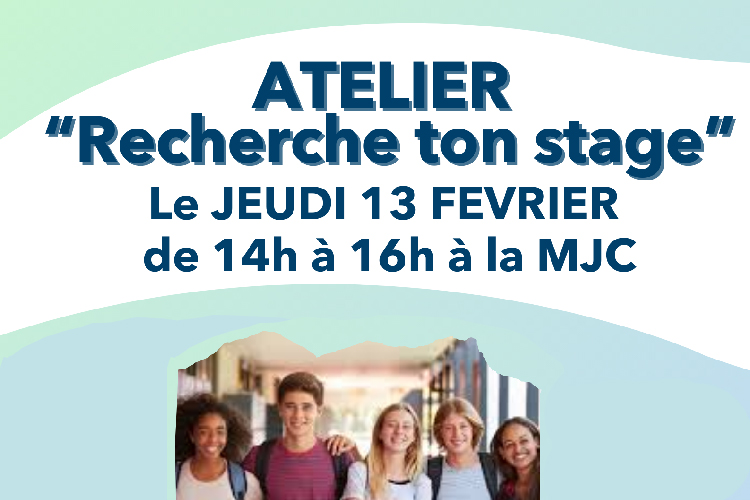 ATELIER
“Recherche ton stage”
Le JEUDI 13 FEVRIER
de 14h à 16h à la MJC